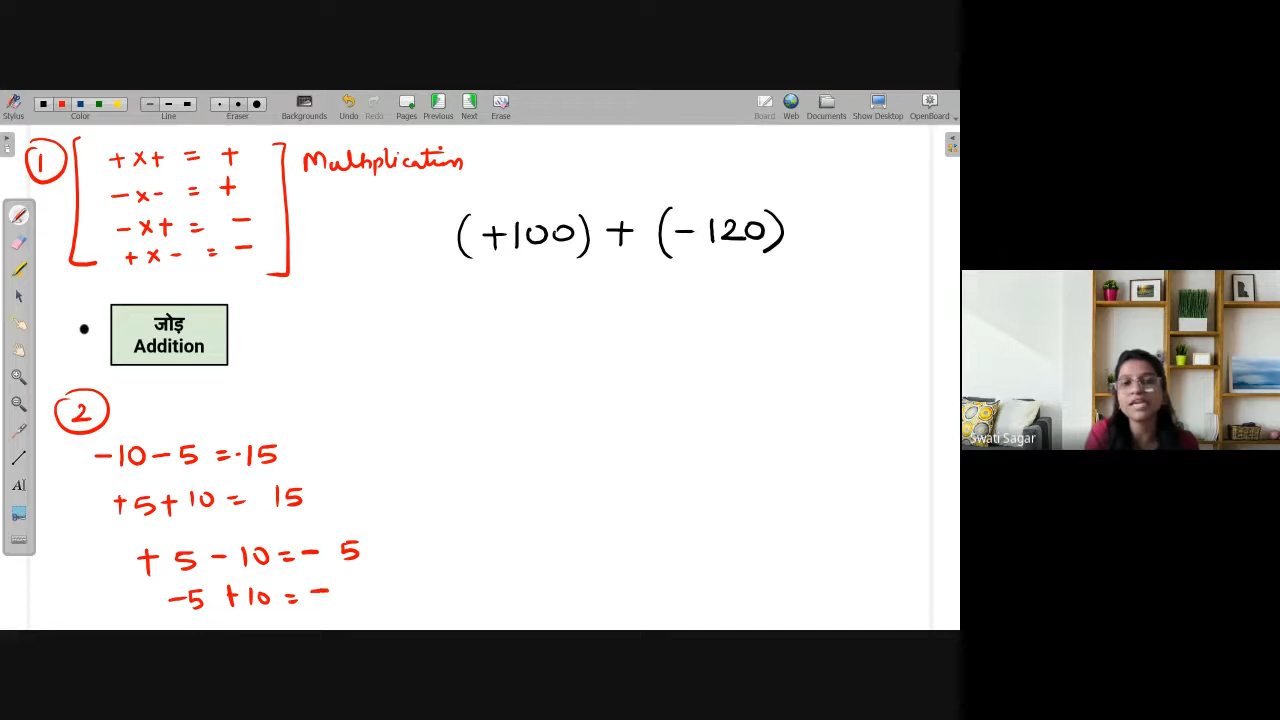 Stylus
Color
Line
Eraser
Backgrounds
Undo
Redo
Pages
Previous
Next
Erase
Board
Web
Documents
Show Desktop
OpenBoard
1
+ x + = +
- x - = +
- x + = -
+ x - = -
Multiplication
(+100) + (-120)
जोड़
Addition
2
-10 - 5 = -15
+5 + 10 = 15
+ 5 - 10 = - 5
-5 + 10 = -
Swati Sagar